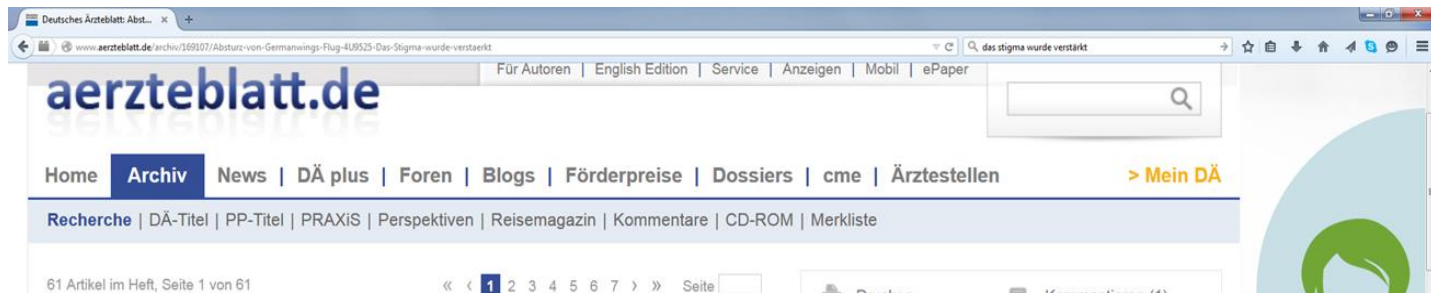 Deutsches Ärzteblatt: Abst... × +
www.aerzteblatt.de/archiv/169107/Absturz-von-Germanwings-Flug-4U9525-Das-Stigma-wurde-verstaerkt
das stigma wurde verstärkt
Für Autoren | English Edition | Service | Anzeigen | Mobil | ePaper
aerzteblatt.de
Home Archiv News | DÄ plus | Foren | Blogs | Förderpreise | Dossiers | cme | Ärztestellen > Mein DÄ
Recherche | DÄ-Titel | PP-Titel | PRAXiS | Perspektiven | Reisemagazin | Kommentare | CD-ROM | Merkliste
61 Artikel im Heft, Seite 1 von 61 « ‹ 1 2 3 4 5 6 7 › » Seite